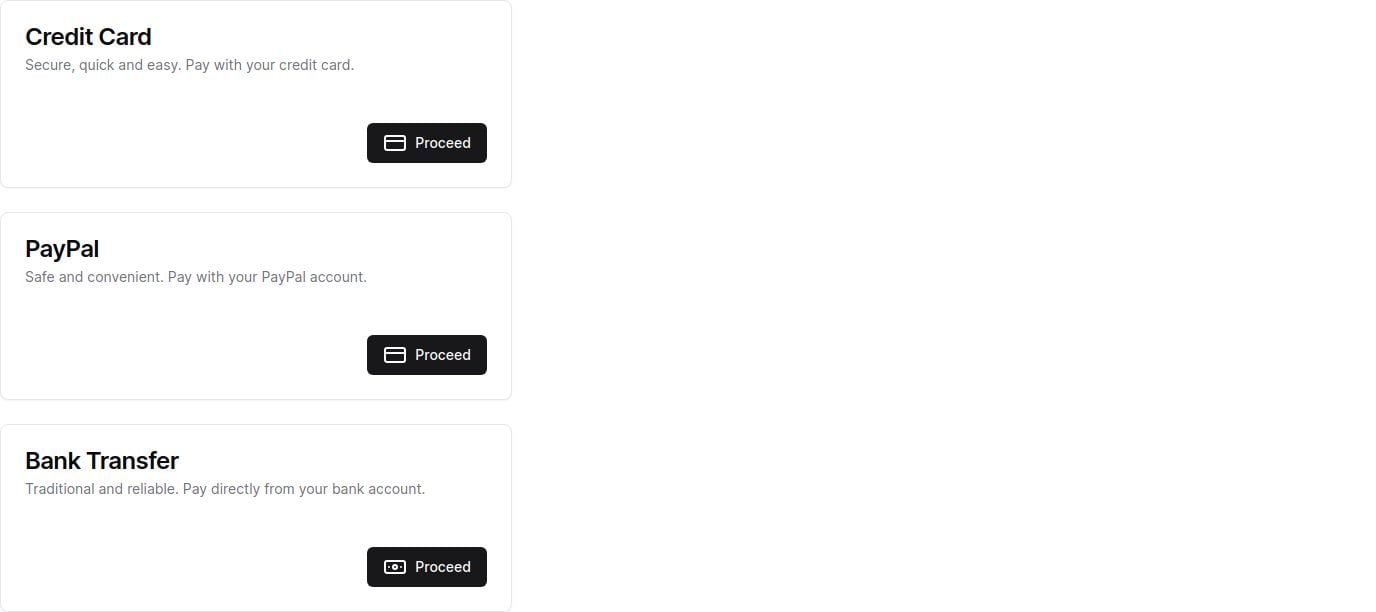 Credit Card
Secure, quick and easy. Pay with your credit card.
Proceed
PayPal
Safe and convenient. Pay with your PayPal account.
Proceed
Bank Transfer
Traditional and reliable. Pay directly from your bank account.
Proceed